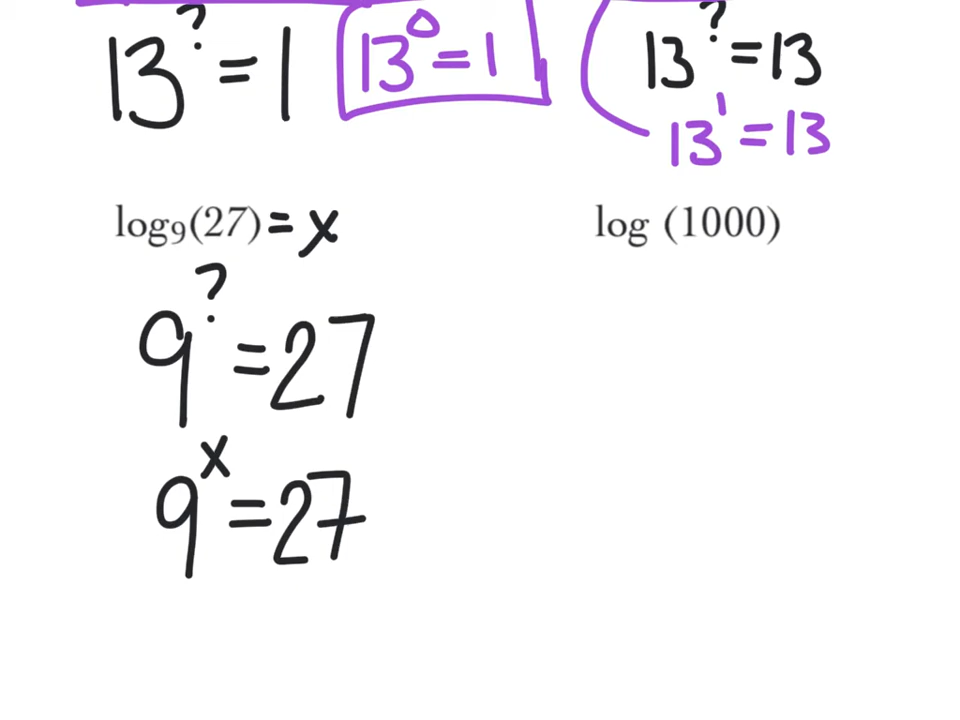 13^? = 1
13^0 = 1
13^? = 13
13^1 = 13
log₉(27) = x
log (1000)
9^? = 27
9^x = 27